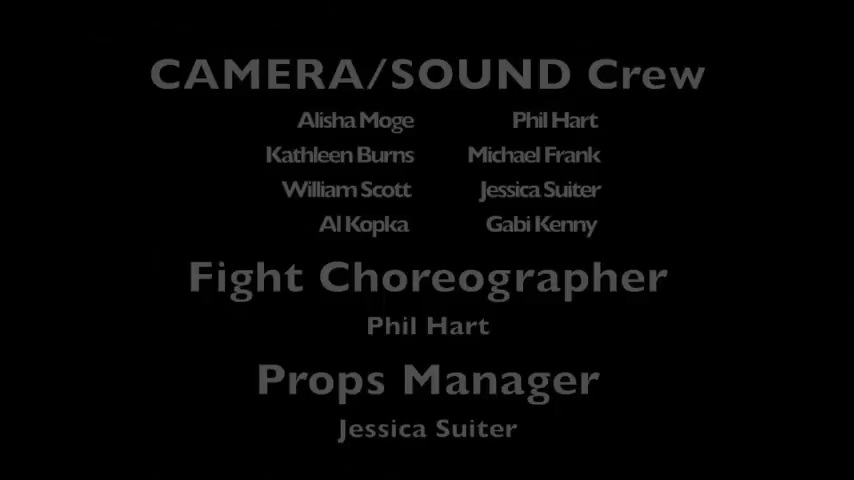 CAMERA/SOUND Crew
Alisha Moge Phil Hart
Kathleen Burns Michael Frank
William Scott Jessica Suiter
Al Kopka Gabi Kenny
Fight Choreographer
Phil Hart
Props Manager
Jessica Suiter